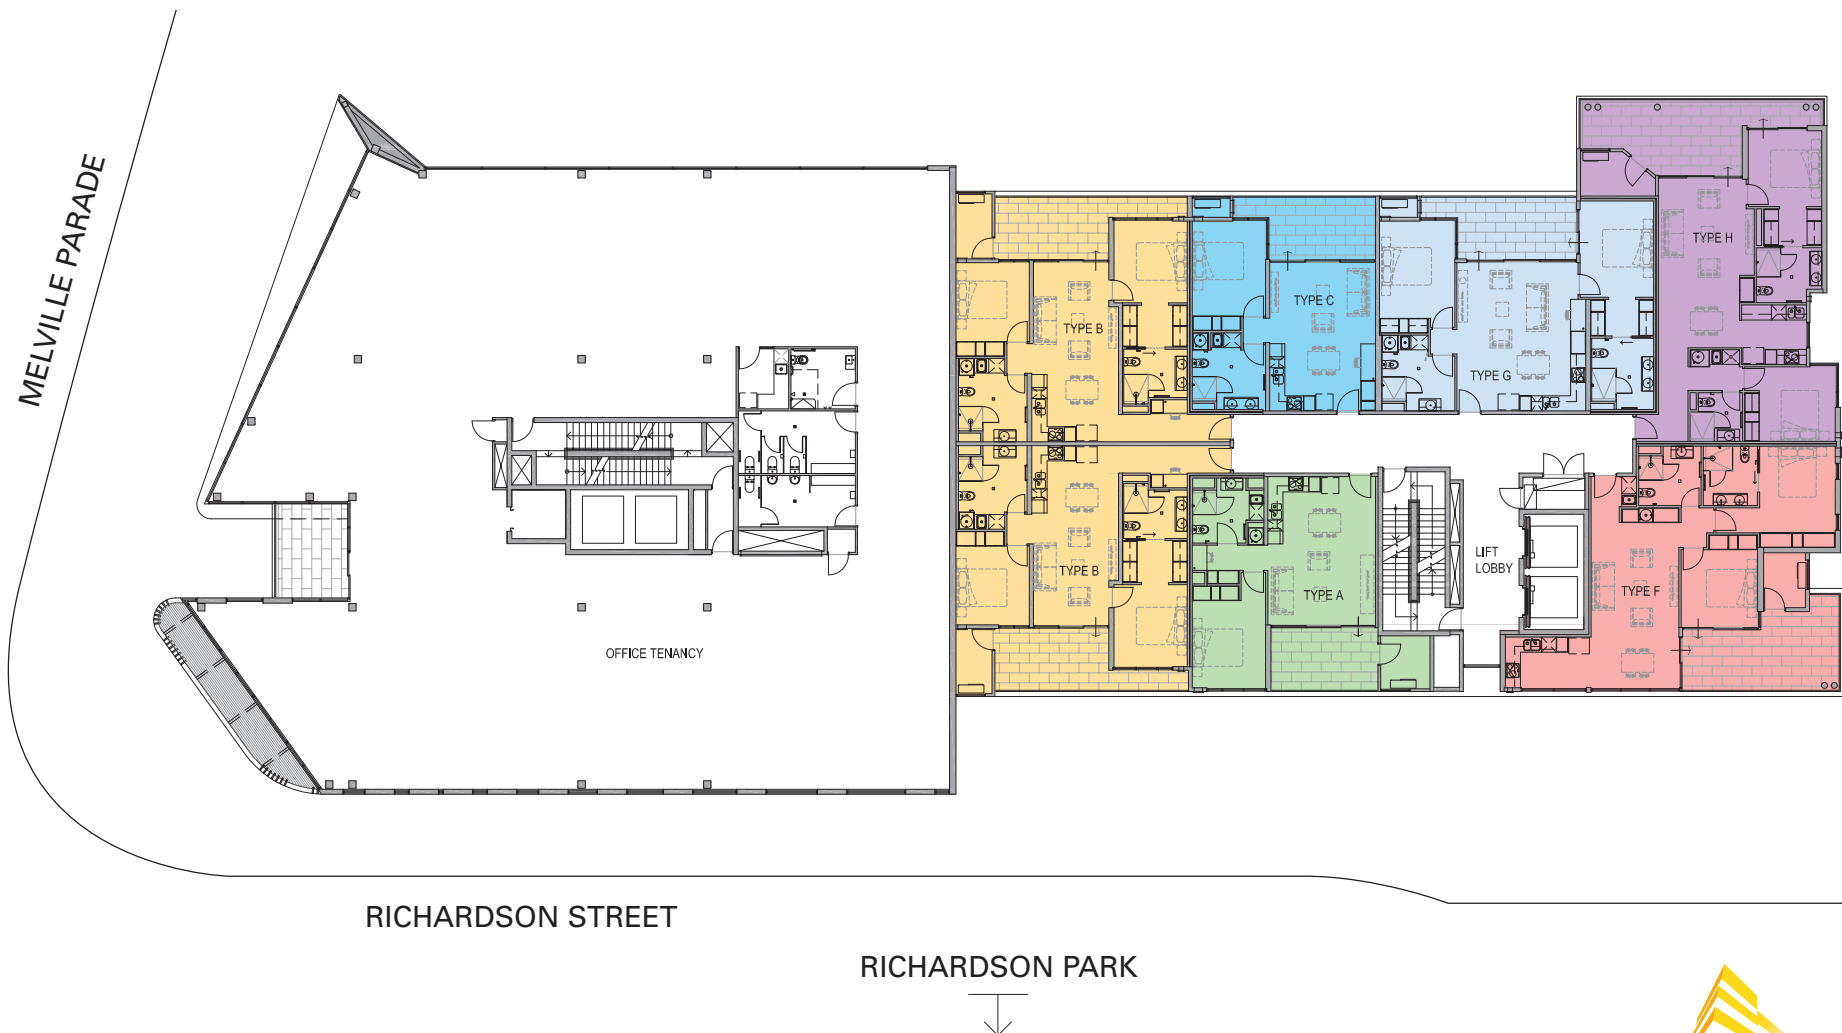 MELVILLE PARADE
TYPE H
TYPE C
TYPE B
TYPE G
LIFT
LOBBY
TYPE B
TYPE A
TYPE F
OFFICE TENANCY
RICHARDSON STREET
RICHARDSON PARK